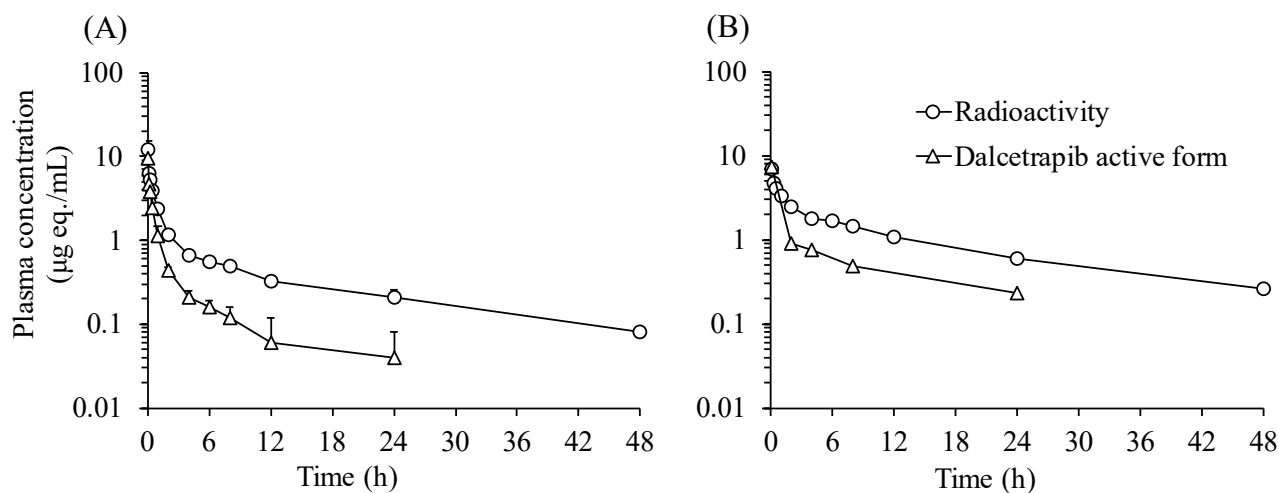 (A)
Plasma concentration
(μg eq./mL)
100
10
1
0.1
0.01
0 6 12 18 24 30 36 42 48
Time (h)
(B)
100
10
1
0.1
0.01
0 6 12 18 24 30 36 42 48
Time (h)
Radioactivity
Dalcetrapib active form